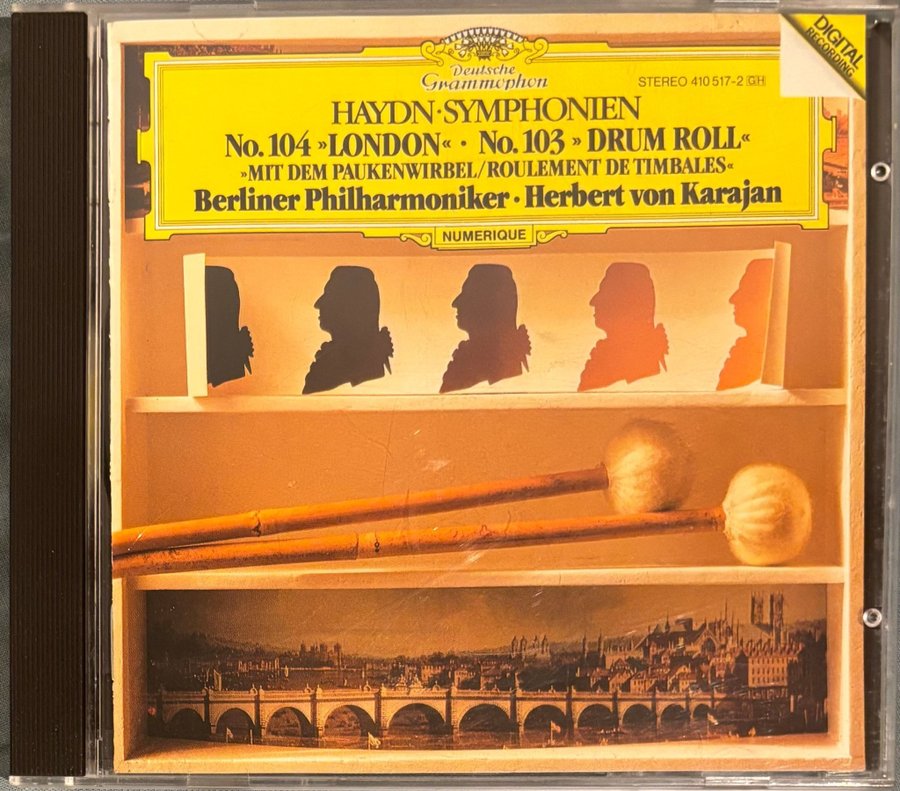 DIGITAL
RECORDING
Deutsche
Grammophon
STEREO 410 517-2 GH
HAYDN·SYMPHONIEN
No. 104 »LONDON« · No. 103 »DRUM ROLL«
»MIT DEM PAUKENWIRBEL/ROULEMENT DE TIMBALES«
Berliner Philharmoniker · Herbert von Karajan
NUMERIQUE